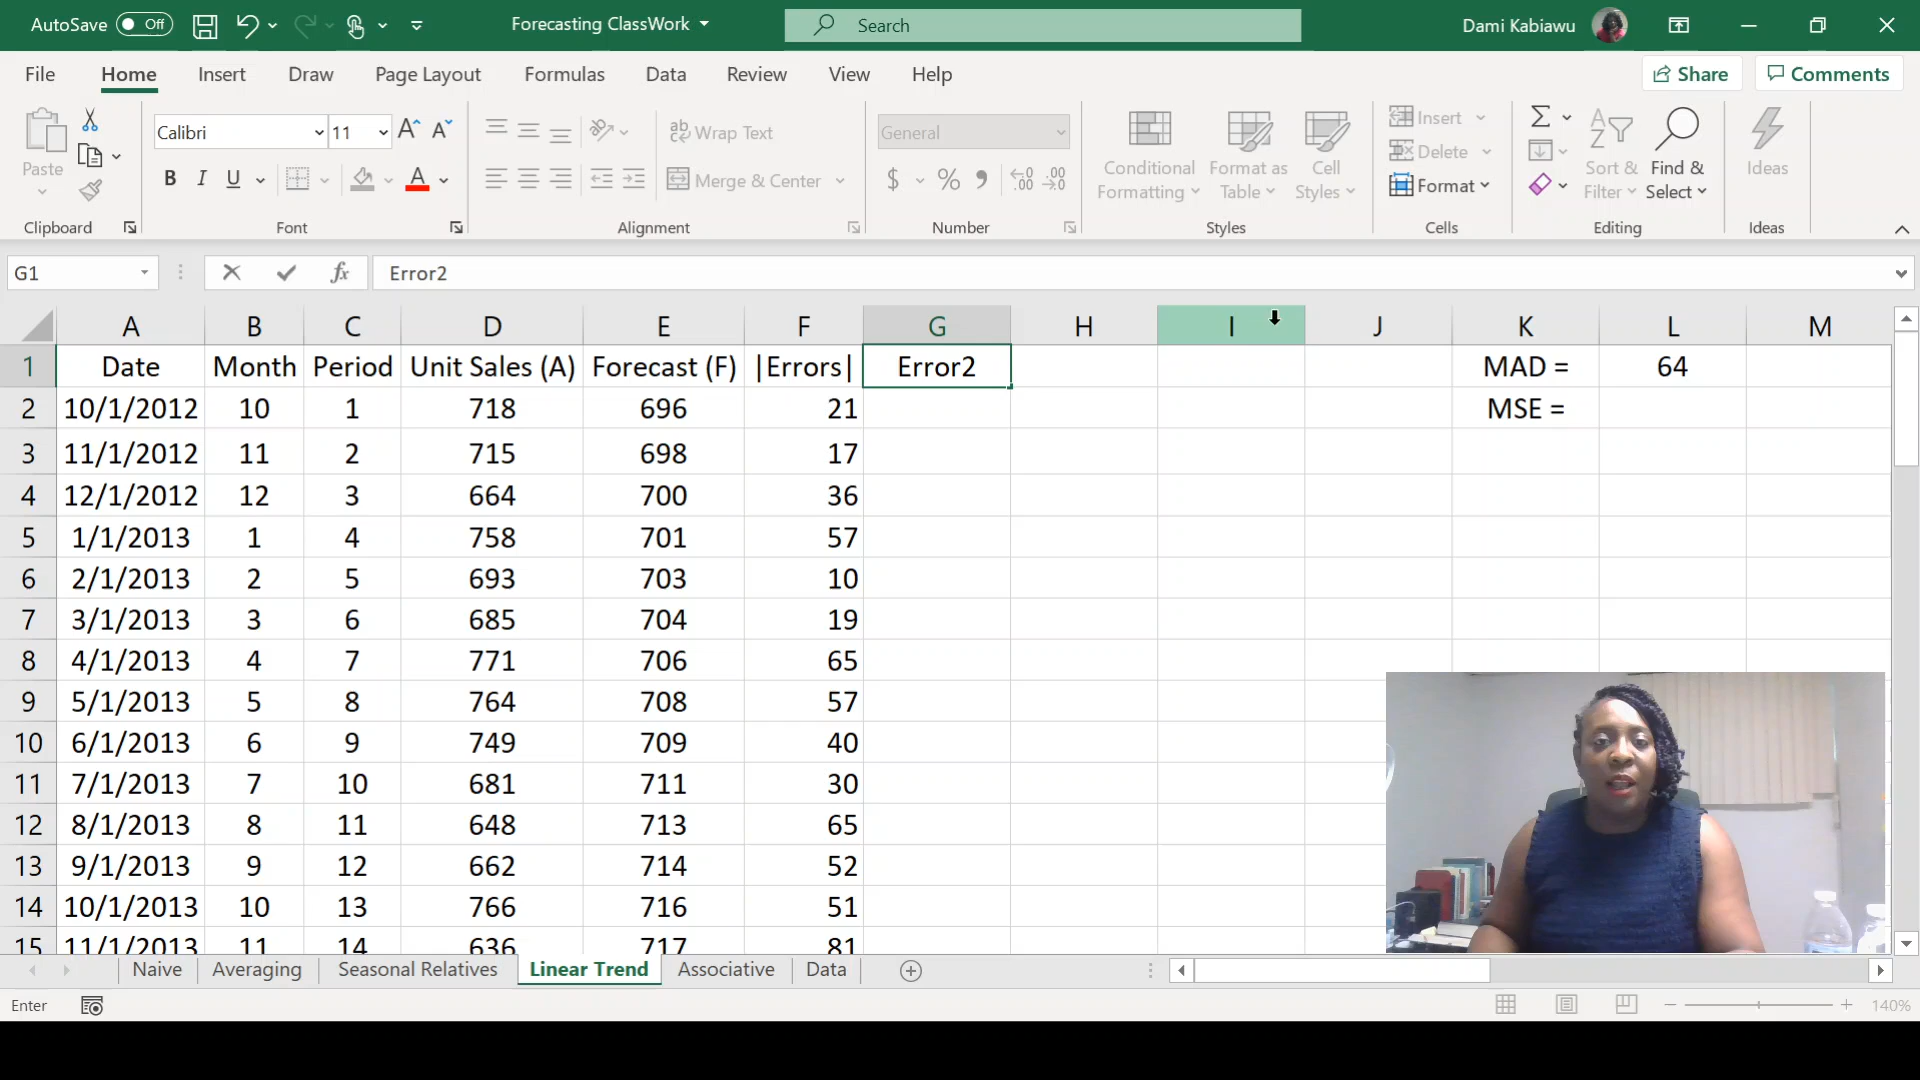 AutoSave Off Forecasting ClassWork Search Dami Kabiawu
File Home Insert Draw Page Layout Formulas Data Review View Help Share Comments
Paste Calibri 11 Wrap Text Merge & Center General
Conditional Formatting Format as Table Cell Styles
Insert Delete Format Sort & Filter Find & Select Ideas
Clipboard Font Alignment Number Styles Cells Editing Ideas
G1 fx Error2
A B C D E F G H I J K L M
1 Date Month Period Unit Sales (A) Forecast (F) |Errors| Error2 MAD = 64
2 10/1/2012 10 1 718 696 21 MSE =
3 11/1/2012 11 2 715 698 17
4 12/1/2012 12 3 664 700 36
5 1/1/2013 1 4 758 701 57
6 2/1/2013 2 5 693 703 10
7 3/1/2013 3 6 685 704 19
8 4/1/2013 4 7 771 706 65
9 5/1/2013 5 8 764 708 57
10 6/1/2013 6 9 749 709 40
11 7/1/2013 7 10 681 711 30
12 8/1/2013 8 11 648 713 65
13 9/1/2013 9 12 662 714 52
14 10/1/2013 10 13 766 716 51
15 11/1/2013 11 14 636 717 81
Naive Averaging Seasonal Relatives Linear Trend Associative Data
Enter 140%